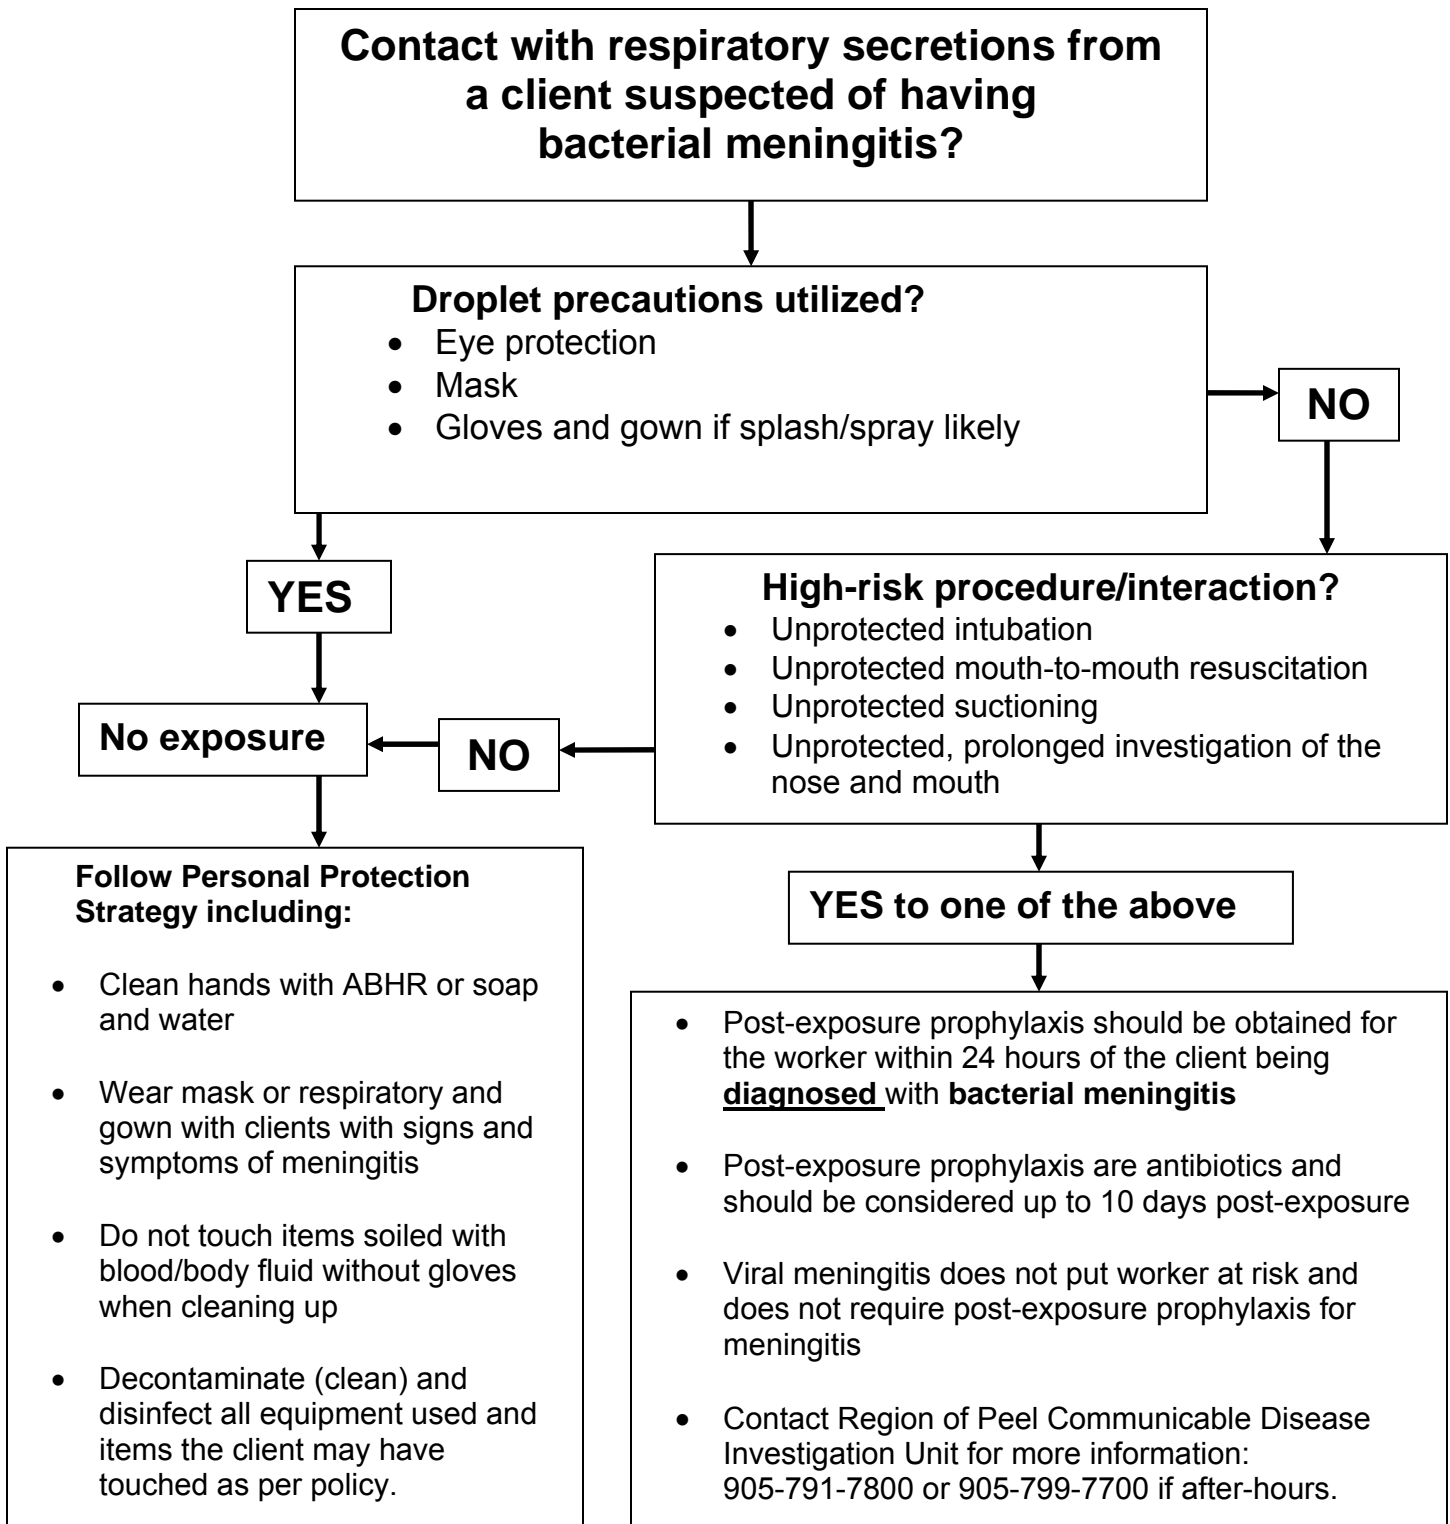 Contact with respiratory secretions from
a client suspected of having
bacterial meningitis?
Droplet precautions utilized?
• Eye protection
• Mask
• Gloves and gown if splash/spray likely
NO
YES
High-risk procedure/interaction?
• Unprotected intubation
• Unprotected mouth-to-mouth resuscitation
• Unprotected suctioning
• Unprotected, prolonged investigation of the
nose and mouth
No exposure
NO
YES to one of the above
Follow Personal Protection
Strategy including:
• Clean hands with ABHR or soap
and water
• Wear mask or respiratory and
gown with clients with signs and
symptoms of meningitis
• Do not touch items soiled with
blood/body fluid without gloves
when cleaning up
• Decontaminate (clean) and
disinfect all equipment used and
items the client may have
touched as per policy.
• Post-exposure prophylaxis should be obtained for
the worker within 24 hours of the client being
diagnosed with bacterial meningitis
• Post-exposure prophylaxis are antibiotics and
should be considered up to 10 days post-exposure
• Viral meningitis does not put worker at risk and
does not require post-exposure prophylaxis for
meningitis
• Contact Region of Peel Communicable Disease
Investigation Unit for more information:
905-791-7800 or 905-799-7700 if after-hours.